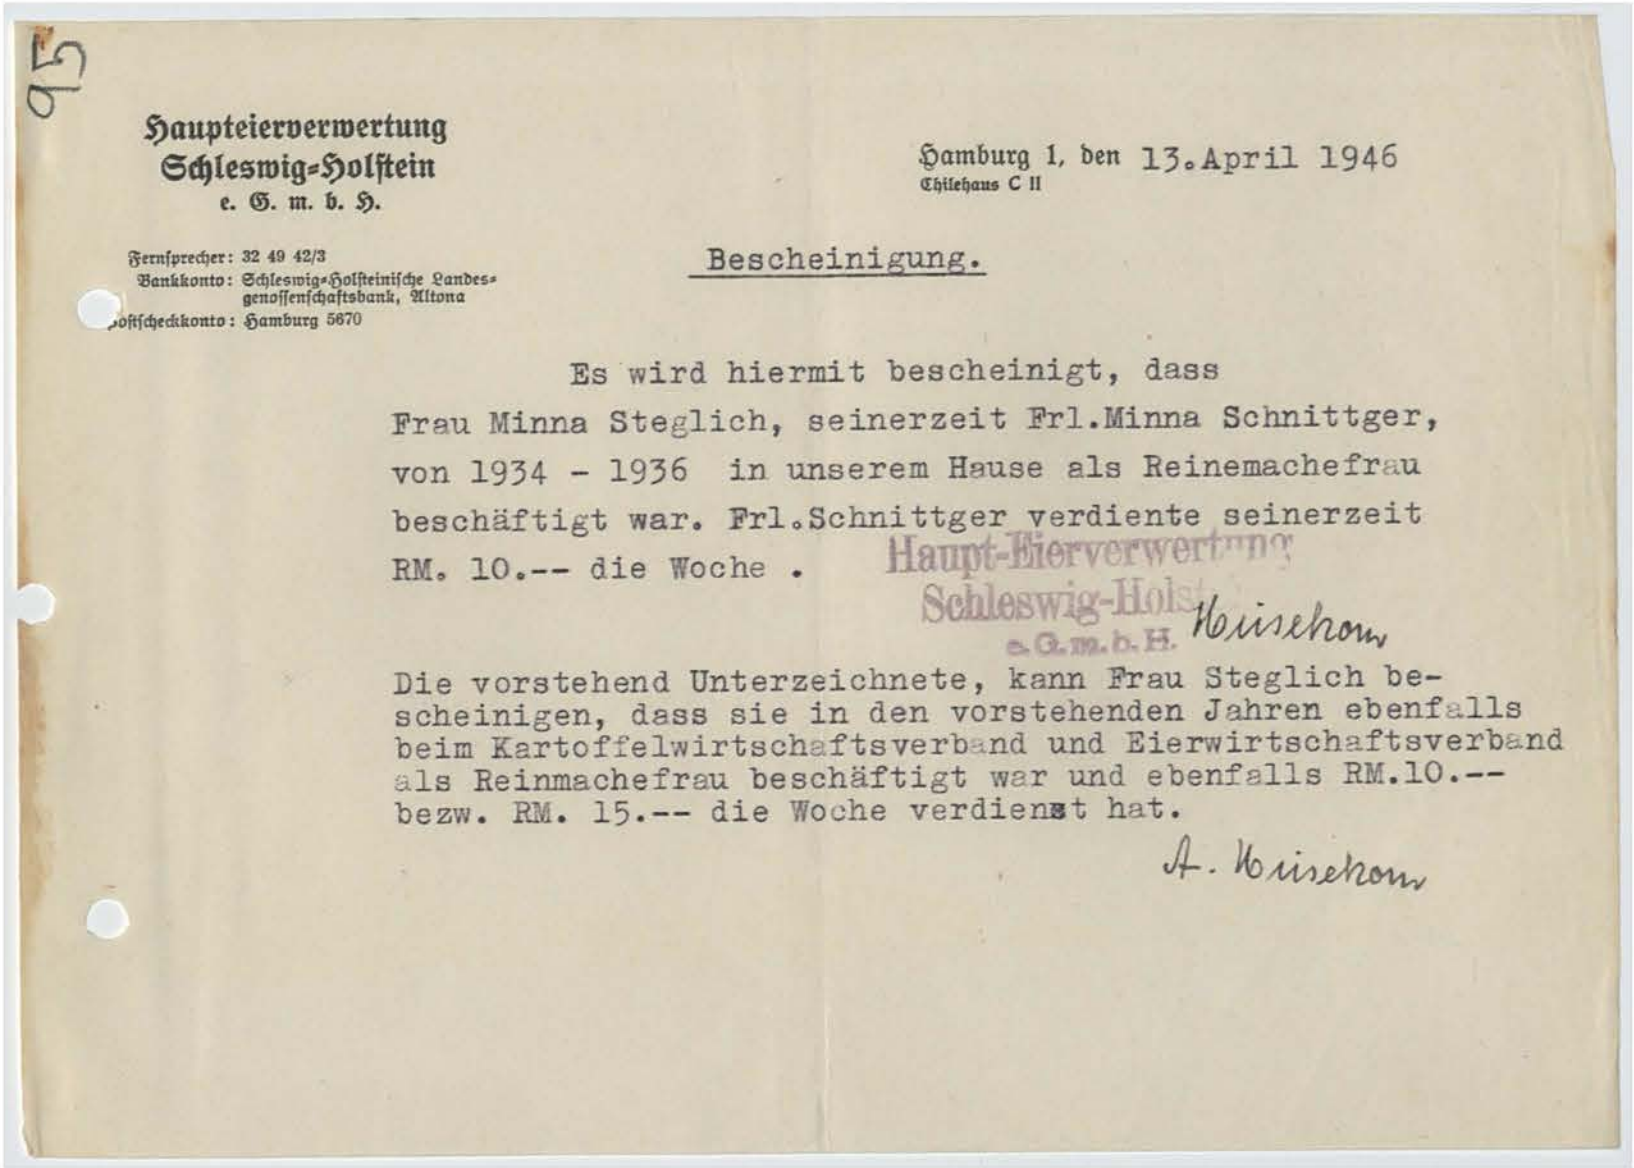 95
Haupteierverwertung
Schleswig-Holstein
e. G. m. b. H.
Hamburg 1, den 13.April 1946
Chilehaus C II
Fernsprecher: 32 49 42/3
Bankkonto: Schleswig-Holsteinische Landes-
genossenschaftsbank, Altona
Postscheckkonto: Hamburg 5670
Bescheinigung.
Es wird hiermit bescheinigt, dass
Frau Minna Steglich, seinerzeit Frl.Minna Schnittger,
von 1934 - 1936 in unserem Hause als Reinemachefrau
beschäftigt war. Frl.Schnittger verdiente seinerzeit
RM. 10.-- die Woche .
Haupt-Eierverwertung
Schleswig-Holst
e.G.m.b.H.
Die vorstehend Unterzeichnete, kann Frau Steglich be-
scheinigen, dass sie in den vorstehenden Jahren ebenfalls
beim Kartoffelwirtschaftsverband und Eierwirtschaftsverband
als Reinmachefrau beschäftigt war und ebenfalls RM.10.--
bezw. RM. 15.-- die Woche verdienst hat.
A.